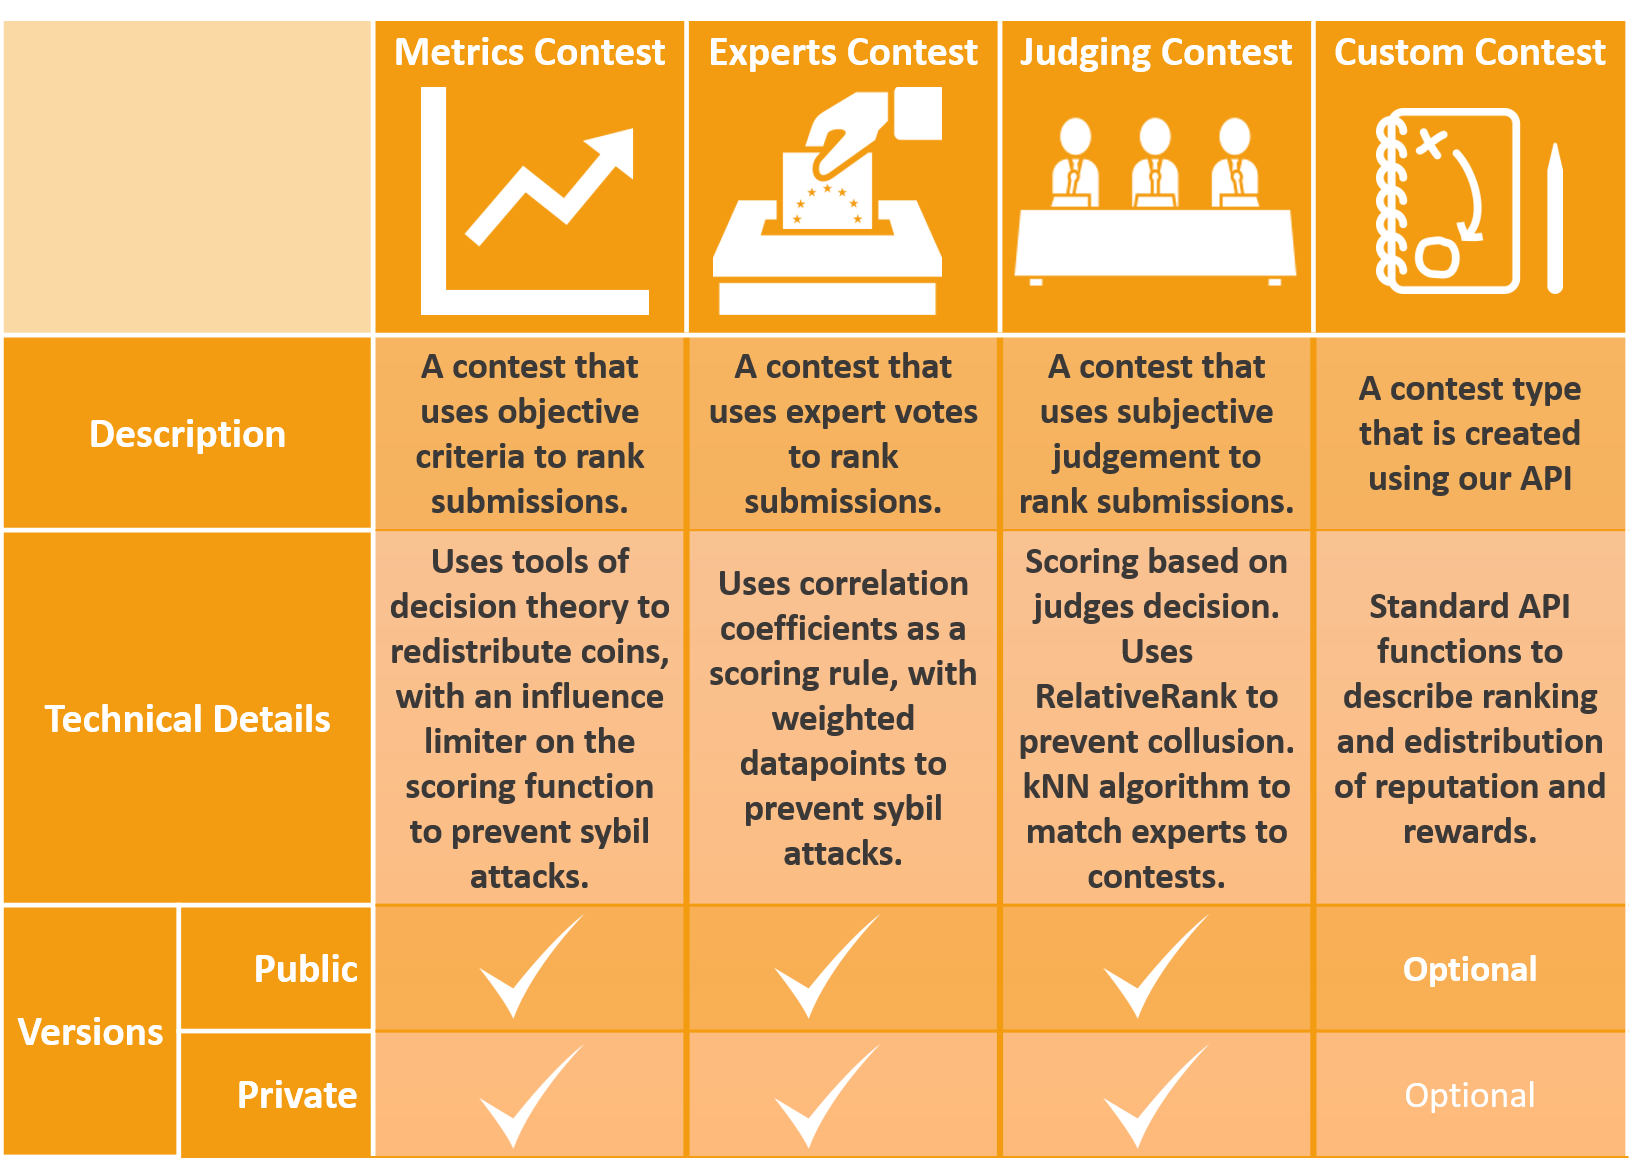 Metrics Contest
Experts Contest
Judging Contest
Custom Contest
Description
A contest that
uses objective
criteria to rank
submissions.
A contest that
uses expert votes
to rank
submissions.
A contest that
uses subjective
judgement to
rank submissions.
A contest type
that is created
using our API
Technical Details
Uses tools of
decision theory to
redistribute coins,
with an influence
limiter on the
scoring function
to prevent sybil
attacks.
Uses correlation
coefficients as a
scoring rule, with
weighted
datapoints to
prevent sybil
attacks.
Scoring based on
judges decision.
Uses
RelativeRank to
prevent collusion.
kNN algorithm to
match experts to
contests.
Standard API
functions to
describe ranking
and edistribution
of reputation and
rewards.
Versions
Public
Optional
Private
Optional